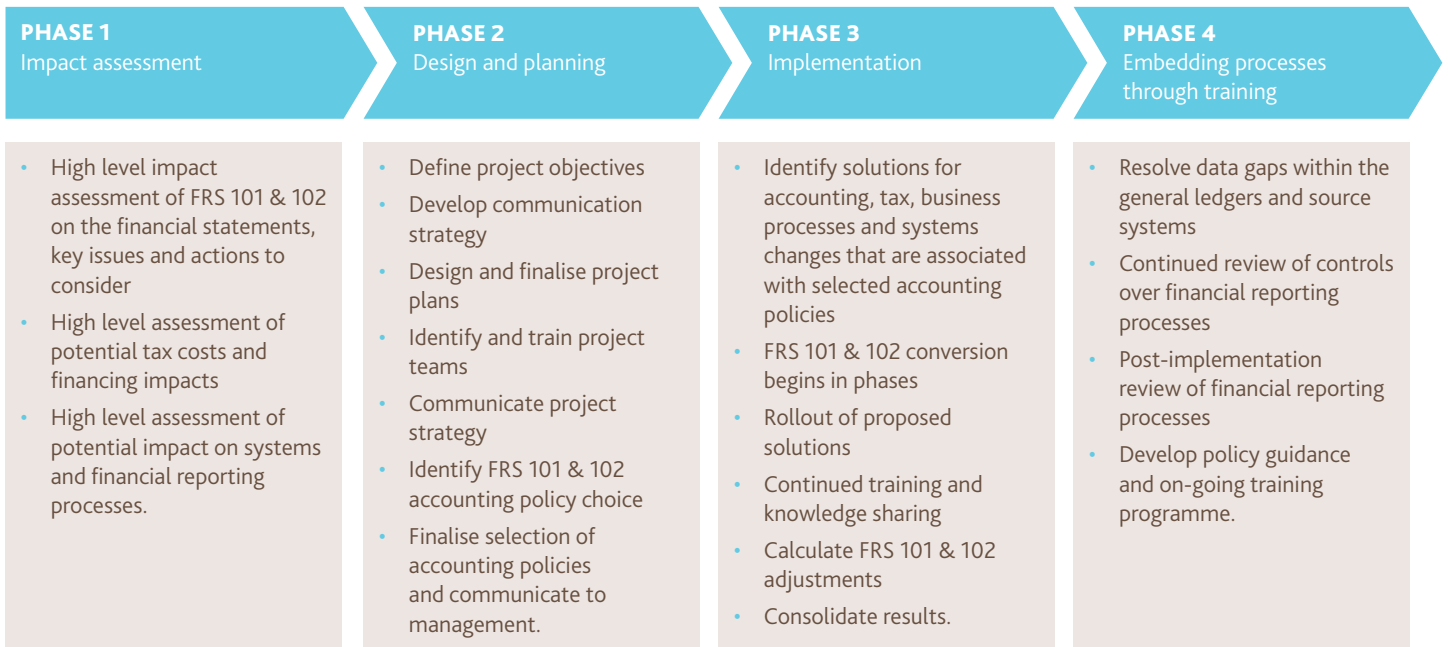 PHASE 1
Impact assessment
PHASE 2
Design and planning
PHASE 3
Implementation
PHASE 4
Embedding processes
through training
• High level impact
assessment of FRS 101 & 102
on the financial statements,
key issues and actions to
consider
• High level assessment of
potential tax costs and
financing impacts
• High level assessment of
potential impact on systems
and financial reporting
processes.
• Define project objectives
• Develop communication
strategy
• Design and finalise project
plans
• Identify and train project
teams
• Communicate project
strategy
• Identify FRS 101 & 102
accounting policy choice
• Finalise selection of
accounting policies
and communicate to
management.
• Identify solutions for
accounting, tax, business
processes and systems
changes that are associated
with selected accounting
policies
• FRS 101 & 102 conversion
begins in phases
• Rollout of proposed
solutions
• Continued training and
knowledge sharing
• Calculate FRS 101 & 102
adjustments
• Consolidate results.
• Resolve data gaps within the
general ledgers and source
systems
• Continued review of controls
over financial reporting
processes
• Post-implementation
review of financial reporting
processes
• Develop policy guidance
and on-going training
programme.